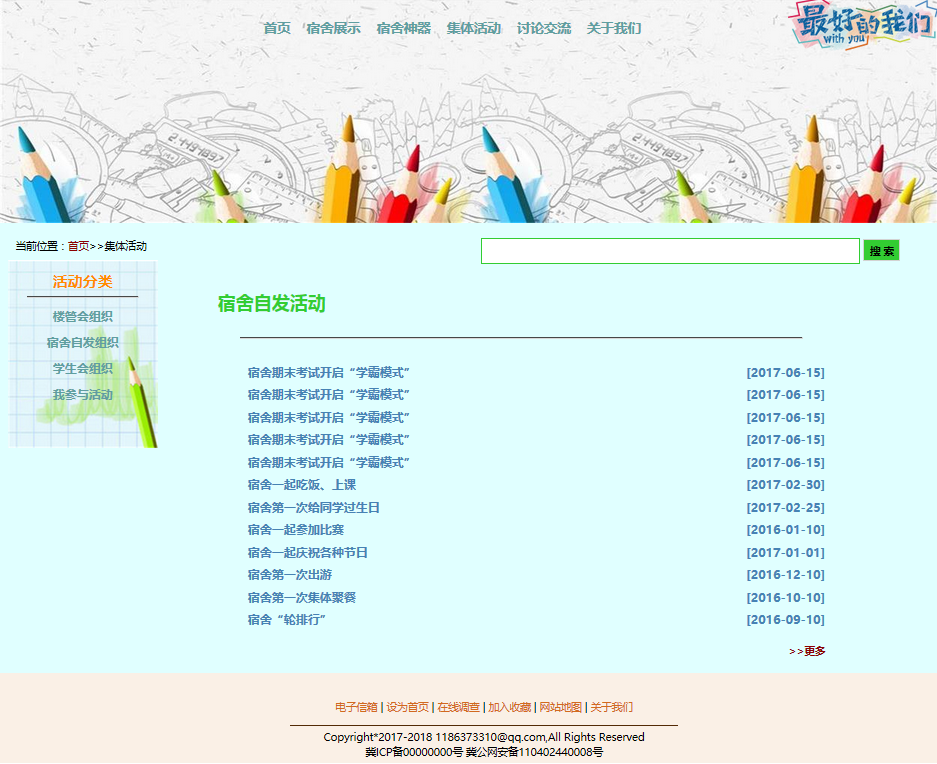 首页 宿舍展示 宿舍神器 集体活动 讨论交流 关于我们
最好的我们
with you
当前位置：首页>>集体活动
搜 索
活动分类
楼管会组织
宿舍自发组织
学生会组织
我参与活动
宿舍自发活动
宿舍期末考试开启“学霸模式” [2017-06-15]
宿舍期末考试开启“学霸模式” [2017-06-15]
宿舍期末考试开启“学霸模式” [2017-06-15]
宿舍期末考试开启“学霸模式” [2017-06-15]
宿舍期末考试开启“学霸模式” [2017-06-15]
宿舍一起吃饭、上课 [2017-02-30]
宿舍第一次给同学过生日 [2017-02-25]
宿舍一起参加比赛 [2016-01-10]
宿舍一起庆祝各种节日 [2017-01-01]
宿舍第一次出游 [2016-12-10]
宿舍第一次集体聚餐 [2016-10-10]
宿舍“轮排行” [2016-09-10]
>>更多
电子信箱 | 设为首页 | 在线调查 | 加入收藏 | 网站地图 | 关于我们
Copyright*2017-2018 1186373310@qq.com,All Rights Reserved
冀ICP备00000000号 冀公网安备110402440008号